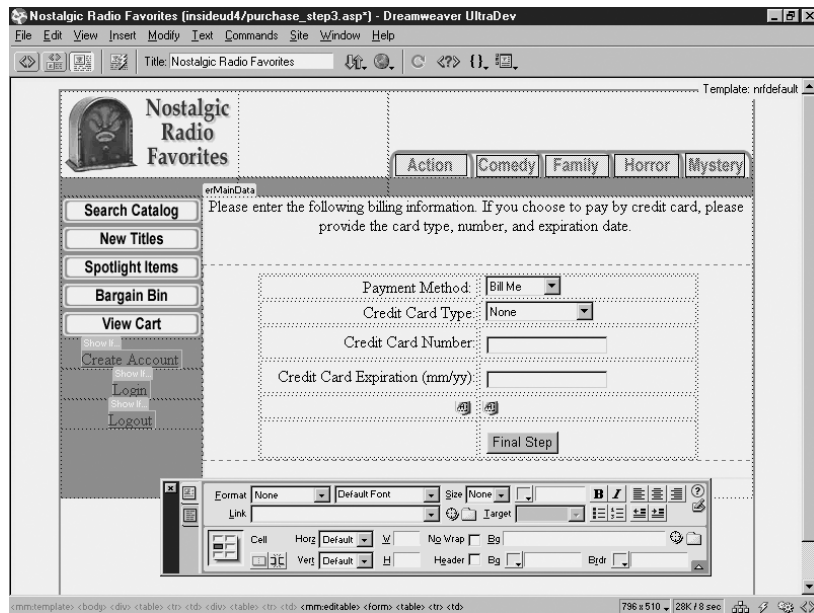 Nostalgic Radio Favorites (insideud4/purchase_step3.asp*) - Dreamweaver UltraDev
File Edit View Insert Modify Text Commands Site Window Help
Title: Nostalgic Radio Favorites
Template: nrfdefault
Nostalgic
Radio
Favorites
Action Comedy Family Horror Mystery
erMainData
Search Catalog
New Titles
Spotlight Items
Bargain Bin
View Cart
Show If...
Create Account
Show If...
Login
Show If...
Logout
Please enter the following billing information. If you choose to pay by credit card, please
provide the card type, number, and expiration date.
Payment Method: Bill Me
Credit Card Type: None
Credit Card Number:
Credit Card Expiration (mm/yy):
Final Step
Format None Default Font Size None B I
Link Target
Cell Horz Default W No Wrap Bg
Vert Default H Header Bg Brdr
<mm:template> <body> <div> <table> <tr> <td> <div> <table> <tr> <td> <mm:editable> <form> <table> <tr> <td>
796 x 510 28K / 8 sec